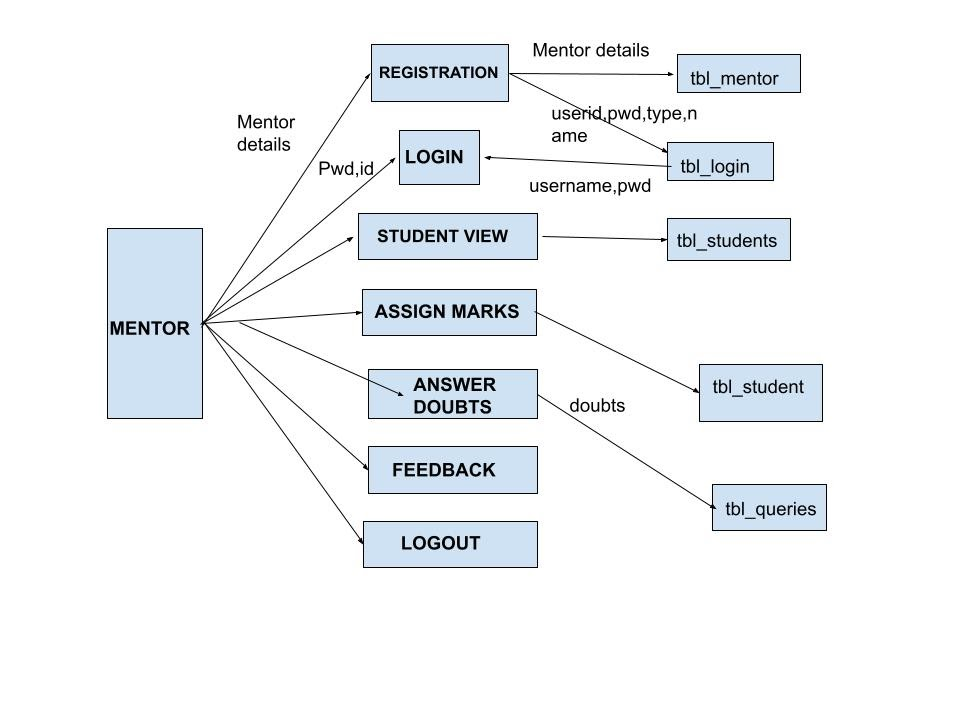 Mentor details
REGISTRATION
tbl_mentor
Mentor
details
userid,pwd,type,n
ame
Pwd,id
LOGIN
tbl_login
username,pwd
STUDENT VIEW
tbl_students
MENTOR
ASSIGN MARKS
tbl_student
ANSWER
DOUBTS
doubts
FEEDBACK
tbl_queries
LOGOUT